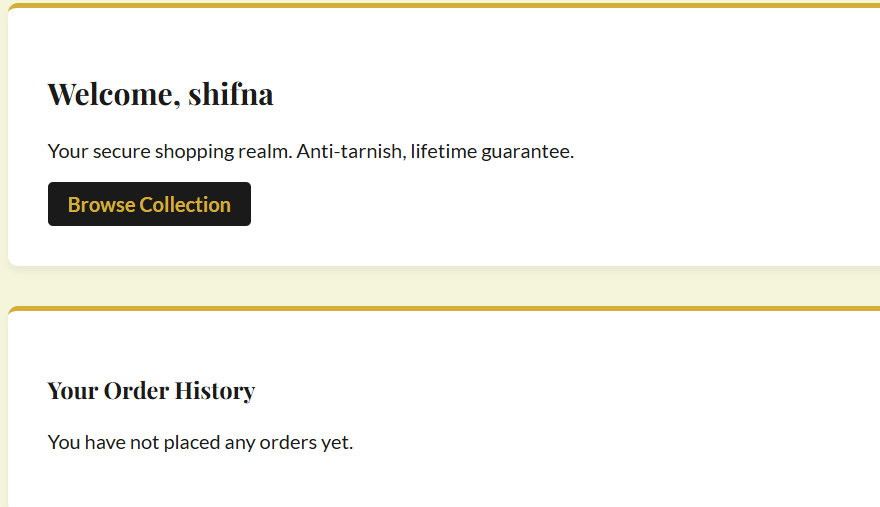 Welcome, shifna
Your secure shopping realm. Anti-tarnish, lifetime guarantee.
Browse Collection
Your Order History
You have not placed any orders yet.